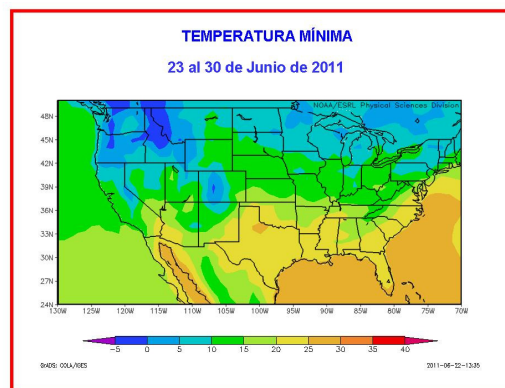 TEMPERATURA MÍNIMA
23 al 30 de Junio de 2011
NOAA/ESRL Physical Sciences Division
48N
45N
42N
39N
36N
33N
30N
27N
24N
130W 125W 120W 115W 110W 105W 100W 95W 90W 85W 80W 75W 70W
-5 0 5 10 15 20 25 30 35 40
GrADS: COLA/IGES 2011-06-22-13:35